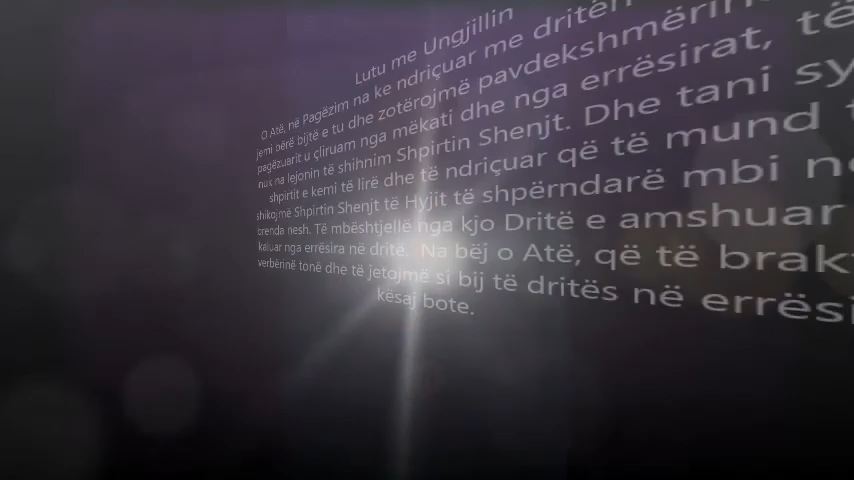 Lutu me Ungjillin
O Atë, në Pagëzim na ke ndriçuar me dritën
jemi bërë bijtë e tu dhe zotërojmë pavdekshmërinë
pagëzuarit u çliruam nga mëkati dhe nga errësirat, të
nuk na lejonin të shihnim Shpirtin Shenjt. Dhe tani sy
shpirtit e kemi të lirë dhe të ndriçuar që të mund
shikojmë Shpirtin Shenjt të Hyjit të shpërndarë mbi
brenda nesh. Të mbështjellë nga kjo Dritë e amshuar
kaluar nga errësira në dritë. Na bëj o Atë, që të brak
verbërinë tonë dhe të jetojmë si bij të dritës në errësi
kësaj bote.